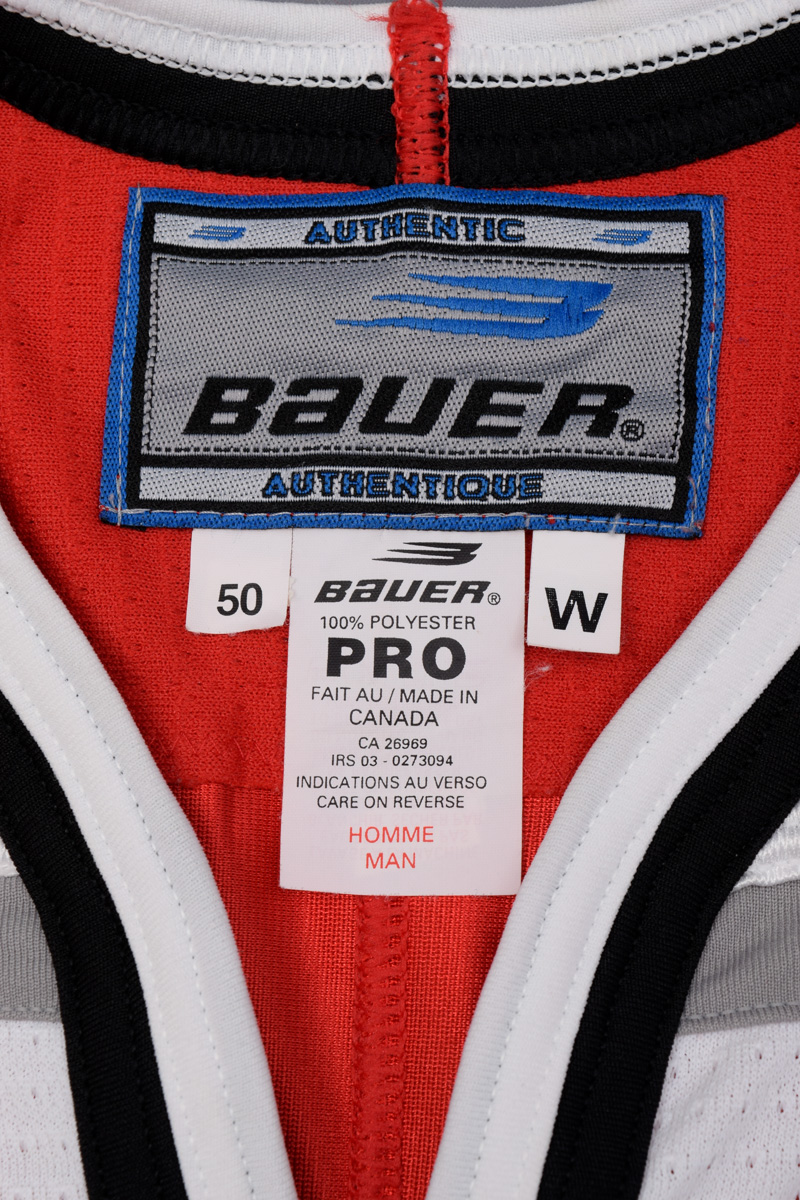 AUTHENTIC
BAUER®
AUTHENTIQUE
50
BAUER®
100% POLYESTER
PRO
FAIT AU / MADE IN
CANADA
CA 26969
IRS 03 - 0273094
INDICATIONS AU VERSO
CARE ON REVERSE
HOMME
MAN
W